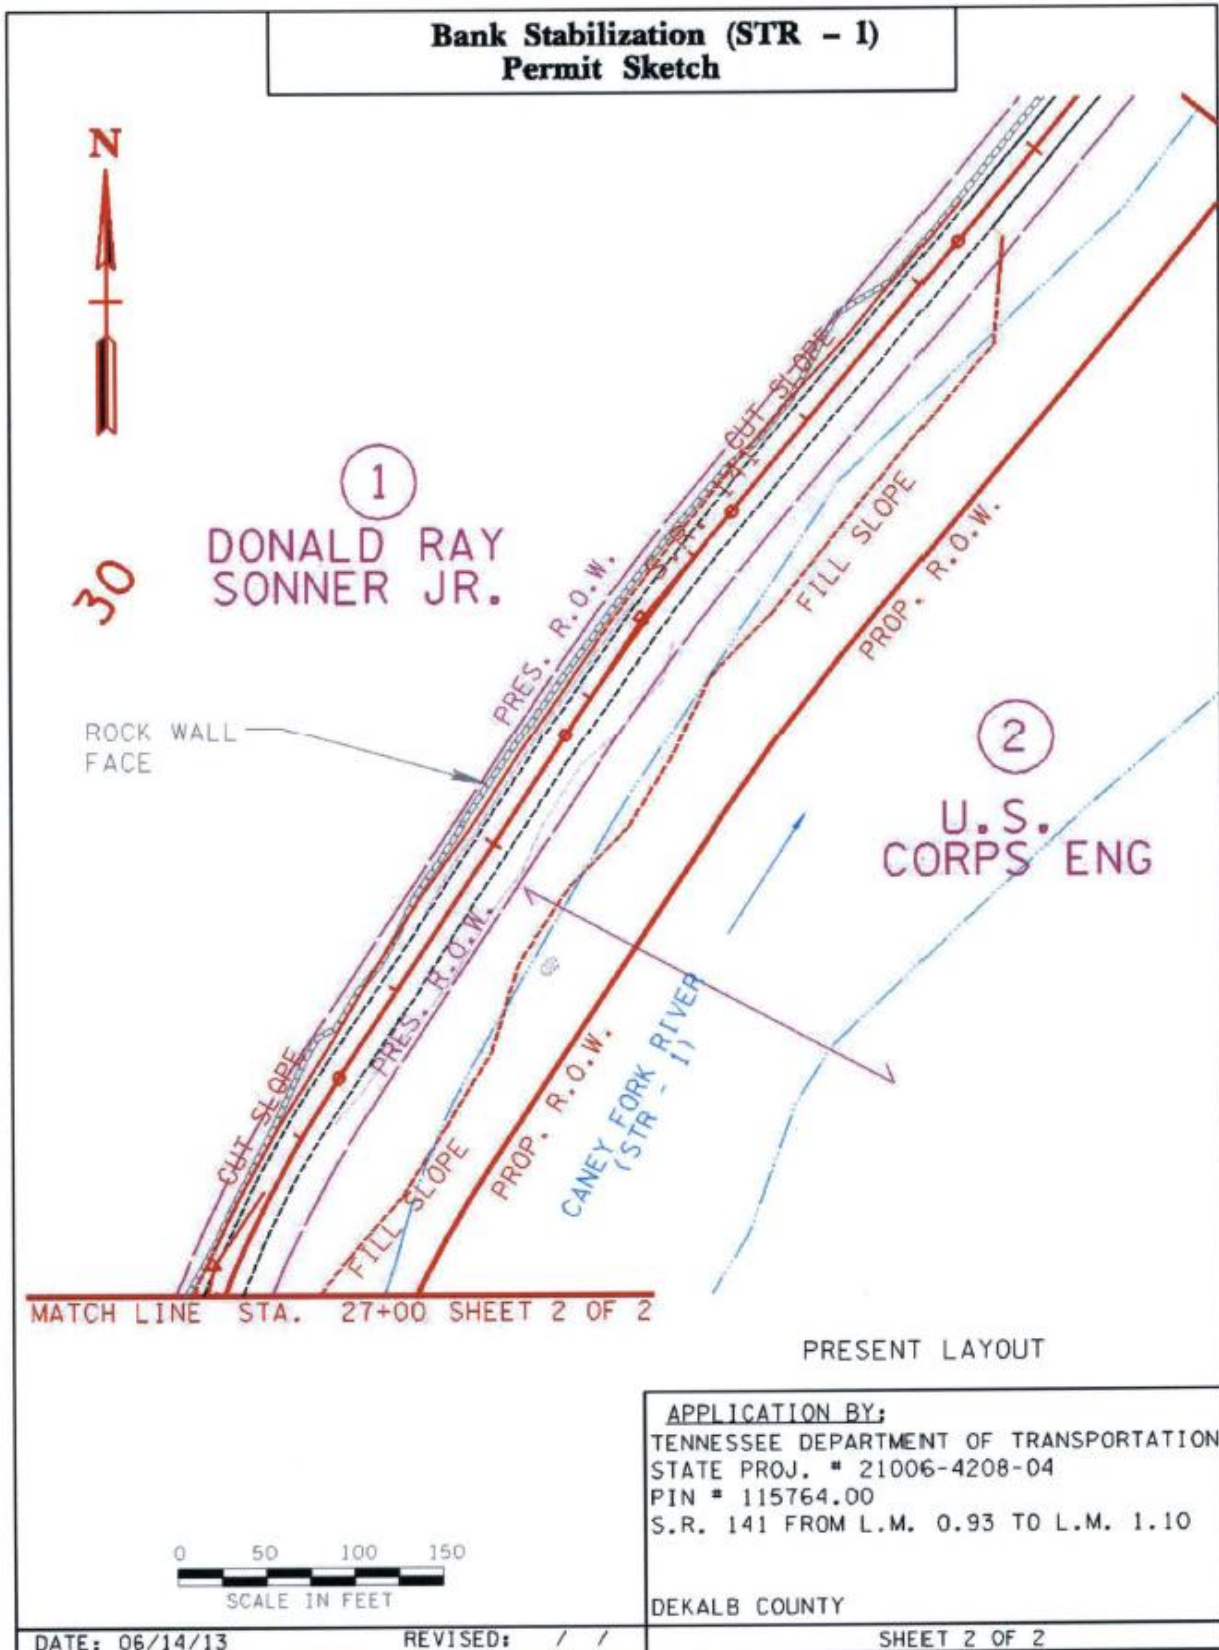 Bank Stabilization (STR - 1)
Permit Sketch
N
1
DONALD RAY
SONNER JR.
30
CUT SLOPE
S.R. 141
PRES. R.O.W.
FILL SLOPE
PROP. R.O.W.
ROCK WALL
FACE
2
U.S.
CORPS ENG
PRES. R.O.W.
CUT SLOPE
FILL SLOPE
PROP. R.O.W.
CANEY FORK RIVER
(STR - 1)
MATCH LINE STA. 27+00 SHEET 2 OF 2
PRESENT LAYOUT
APPLICATION BY:
TENNESSEE DEPARTMENT OF TRANSPORTATION
STATE PROJ. # 21006-4208-04
PIN # 115764.00
S.R. 141 FROM L.M. 0.93 TO L.M. 1.10
DEKALB COUNTY
0 50 100 150
SCALE IN FEET
DATE: 06/14/13
REVISED: / /
SHEET 2 OF 2